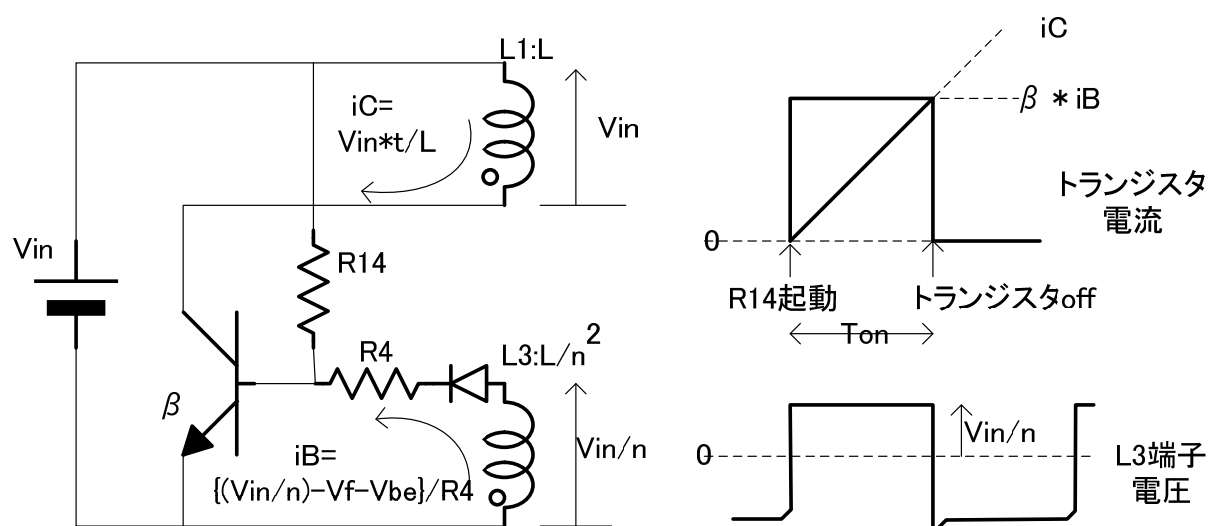 L1:L
iC=
Vin*t/L
Vin
Vin
R14
R4
L3:L/n²
β
iB=
{(Vin/n)-Vf-Vbe}/R4
Vin/n
iC
β *iB
トランジスタ
電流
0
R14起動
トランジスタoff
Ton
0
Vin/n
L3端子
電圧